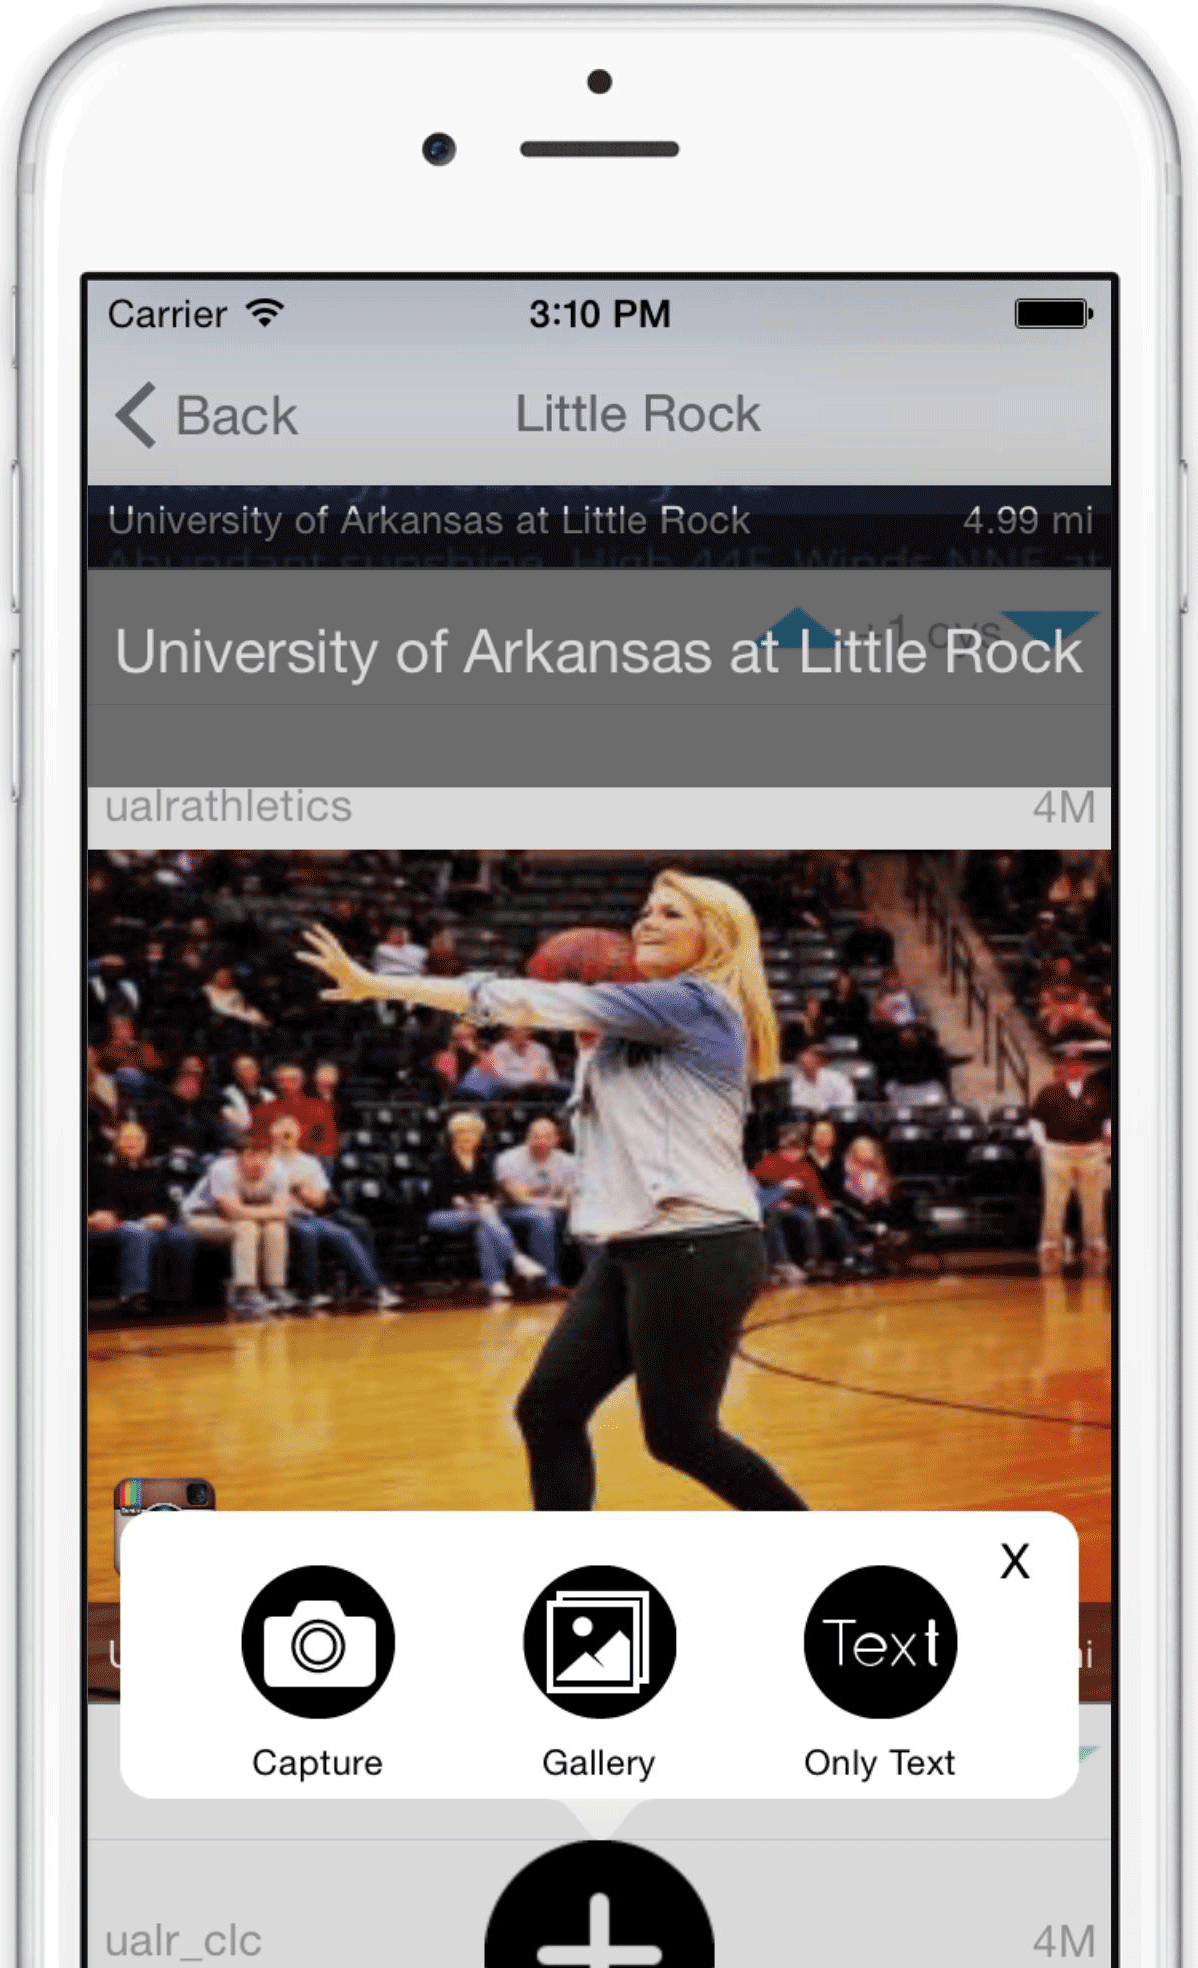 Carrier 3:10 PM
Back Little Rock
University of Arkansas at Little Rock 4.99 mi
Abundant sunshine. High 44F. Winds NNE at
+1 oys
University of Arkansas at Little Rock
ualrathletics 4M
X
Text
Capture Gallery Only Text
ualr_clc 4M